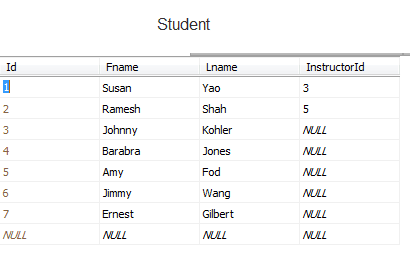 Student
Id Fname Lname InstructorId
1 Susan Yao 3
2 Ramesh Shah 5
3 Johnny Kohler NULL
4 Barabra Jones NULL
5 Amy Fod NULL
6 Jimmy Wang NULL
7 Ernest Gilbert NULL
NULL NULL NULL NULL